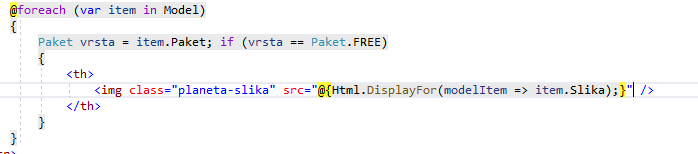 @foreach (var item in Model)
{
Paket vrsta = item.Paket; if (vrsta == Paket.FREE)
{
<th>
<img class="planeta-slika" src="@{Html.DisplayFor(modelItem => item.Slika);}" />
</th>
}
}